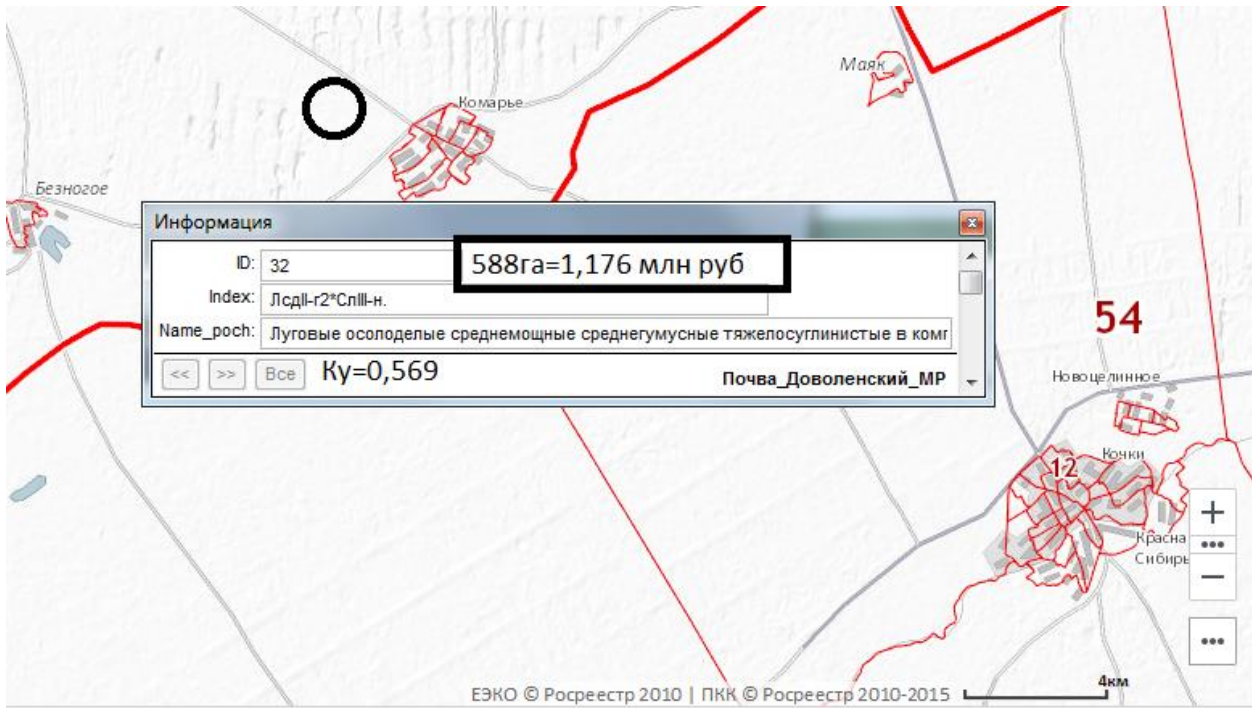 Маяк
Комарье
Безногое
Информация
ID: 32
588га=1,176 млн руб
Index: ЛсдII-г2*СлIII-н.
Name_poch: Луговые осолоделые среднемощные среднегумусные тяжелосуглинистые в комп
<< >> Все Ку=0,569
Почва_Доволенский_МР
54
Новоцелинное
Кочки
12
Красна
Сибирь
4км
ЕЭКО © Росреестр 2010 | ПКК © Росреестр 2010-2015